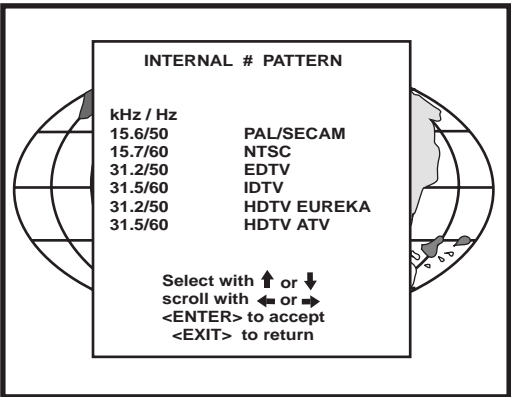 INTERNAL # PATTERN
kHz / Hz
15.6/50 PAL/SECAM
15.7/60 NTSC
31.2/50 EDTV
31.5/60 IDTV
31.2/50 HDTV EUREKA
31.5/60 HDTV ATV
Select with ↑ or ↓
scroll with ← or →
<ENTER> to accept
<EXIT> to return